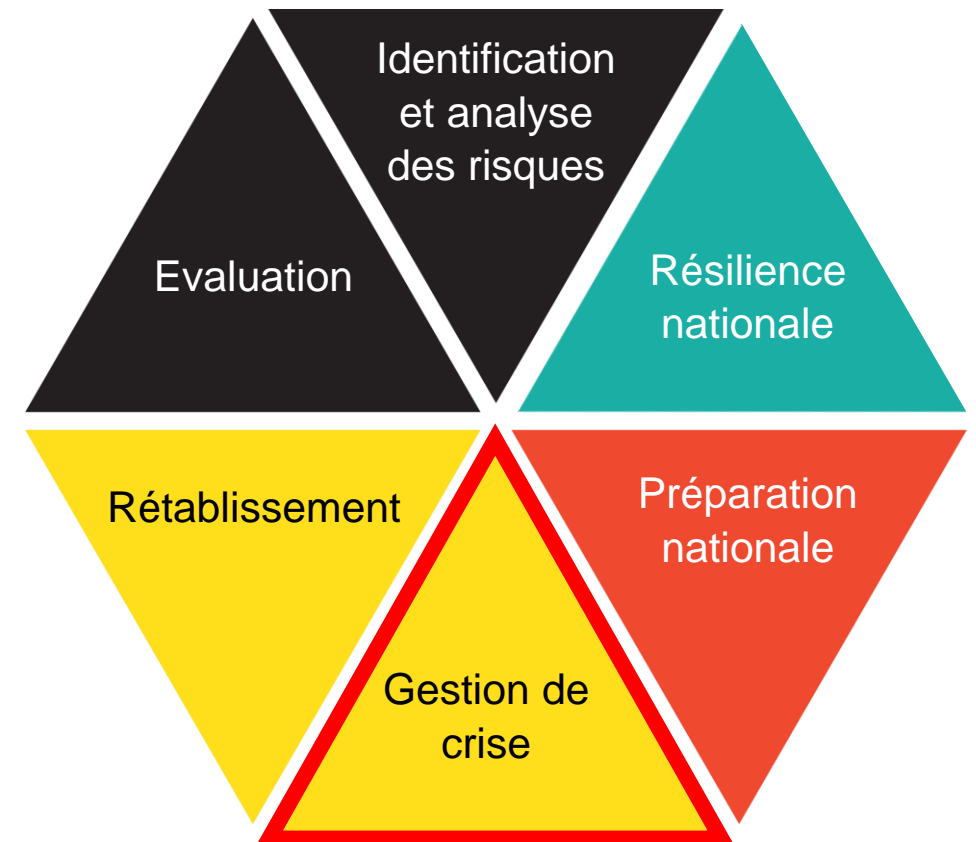 Identification
et analyse
des risques
Evaluation
Résilience
nationale
Rétablissement
Préparation
nationale
Gestion de
crise